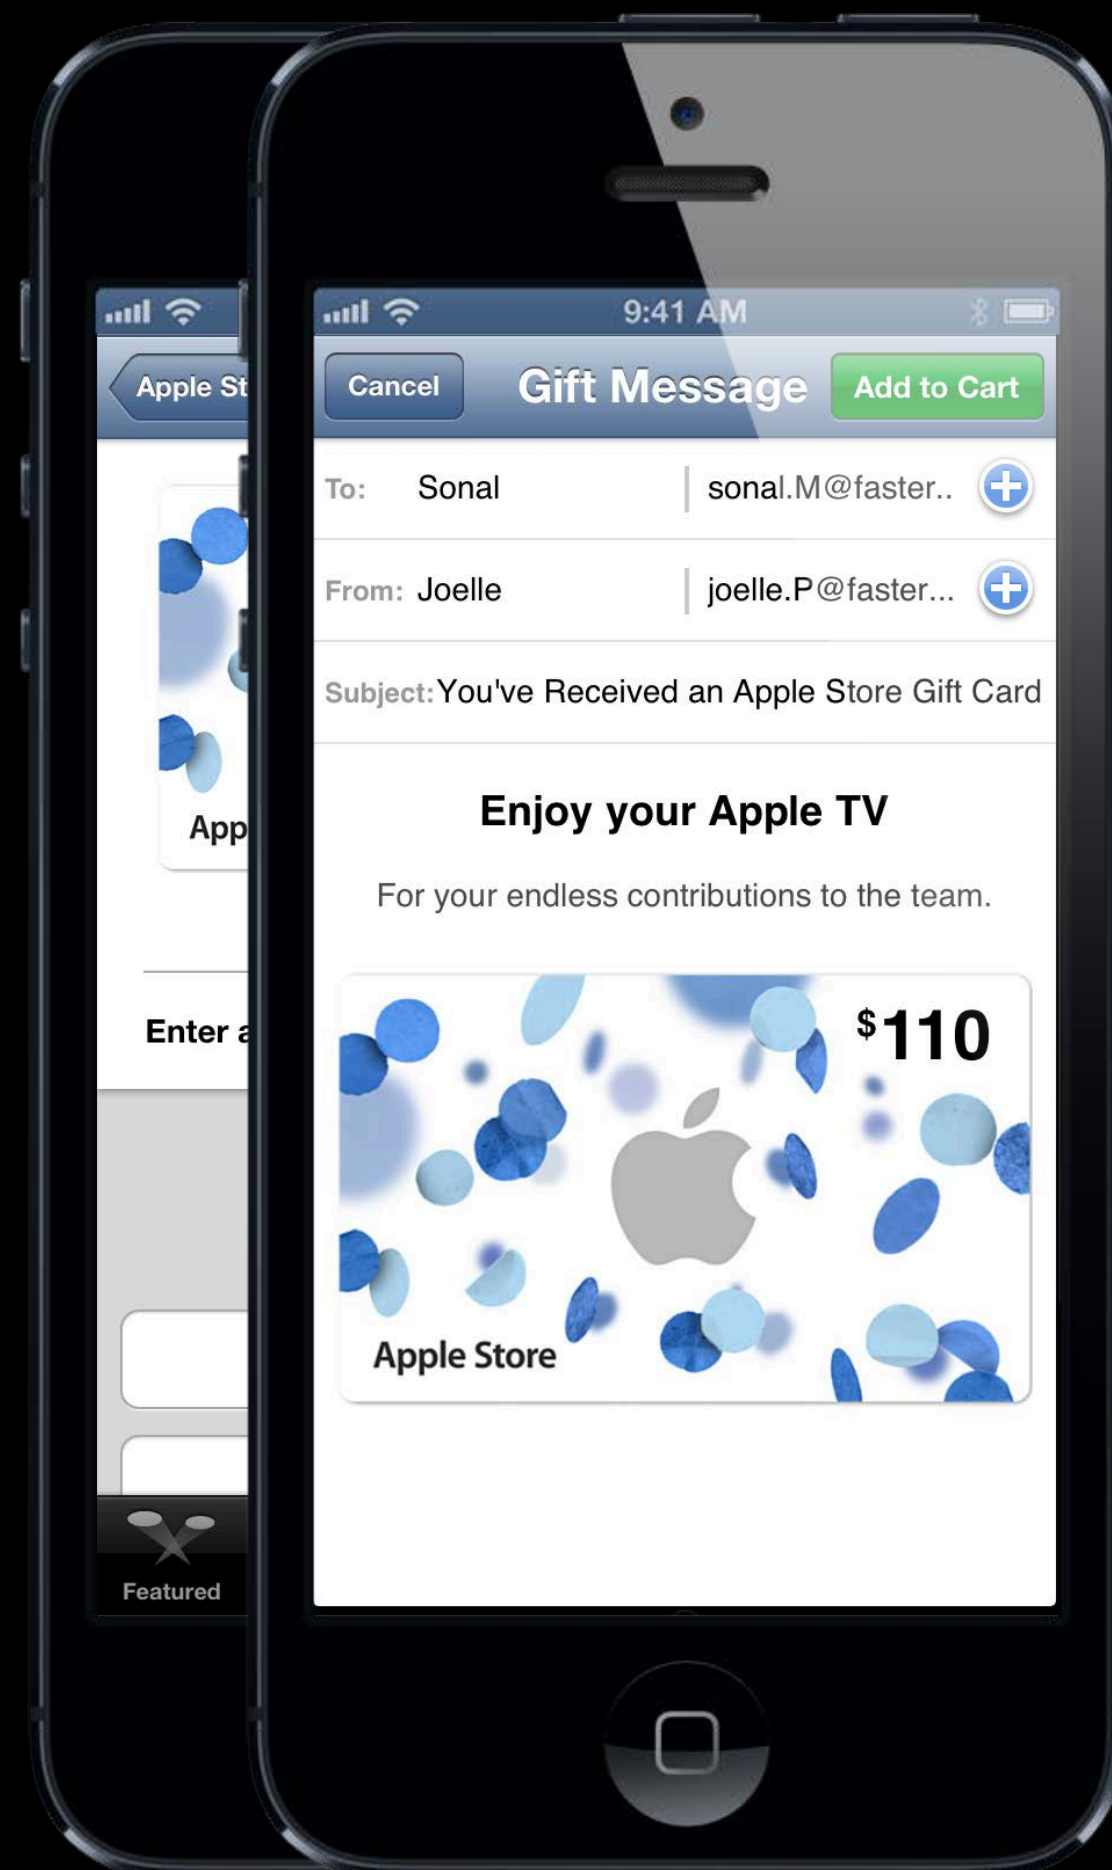 Apple St
App
Enter a
Featured
9:41 AM
Cancel Gift Message Add to Cart
To: Sonal sonal.M@faster..
From: Joelle joelle.P@faster...
Subject: You've Received an Apple Store Gift Card
Enjoy your Apple TV
For your endless contributions to the team.
$110
Apple Store